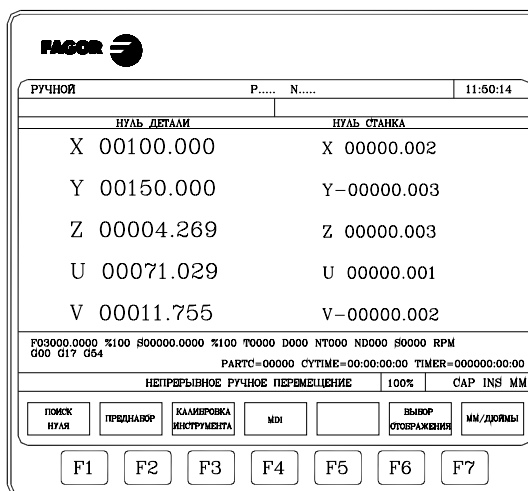 FAGOR
РУЧНОЙ P..... N..... 11:50:14
НУЛЬ ДЕТАЛИ НУЛЬ СТАНКА
X 00100.000 X 00000.002
Y 00150.000 Y-00000.003
Z 00004.269 Z 00000.003
U 00071.029 U 00000.001
V 00011.755 V-00000.002
F03000.0000 %100 S00000.0000 %100 T0000 D000 NT000 ND000 S0000 RPM
G00 G17 G54
PARTC=00000 CYTIME=00:00:00:00 TIMER=000000:00:00
НЕПРЕРЫВНОЕ РУЧНОЕ ПЕРЕМЕЩЕНИЕ 100% CAP INS MM
ПОИСК НУЛЯ
ПРЕДНАБОР
КАЛИБРОВКА ИНСТРУМЕНТА
MDI
ВЫБОР ОТОБРАЖЕНИЯ
ММ/ДЮЙМЫ
F1 F2 F3 F4 F5 F6 F7